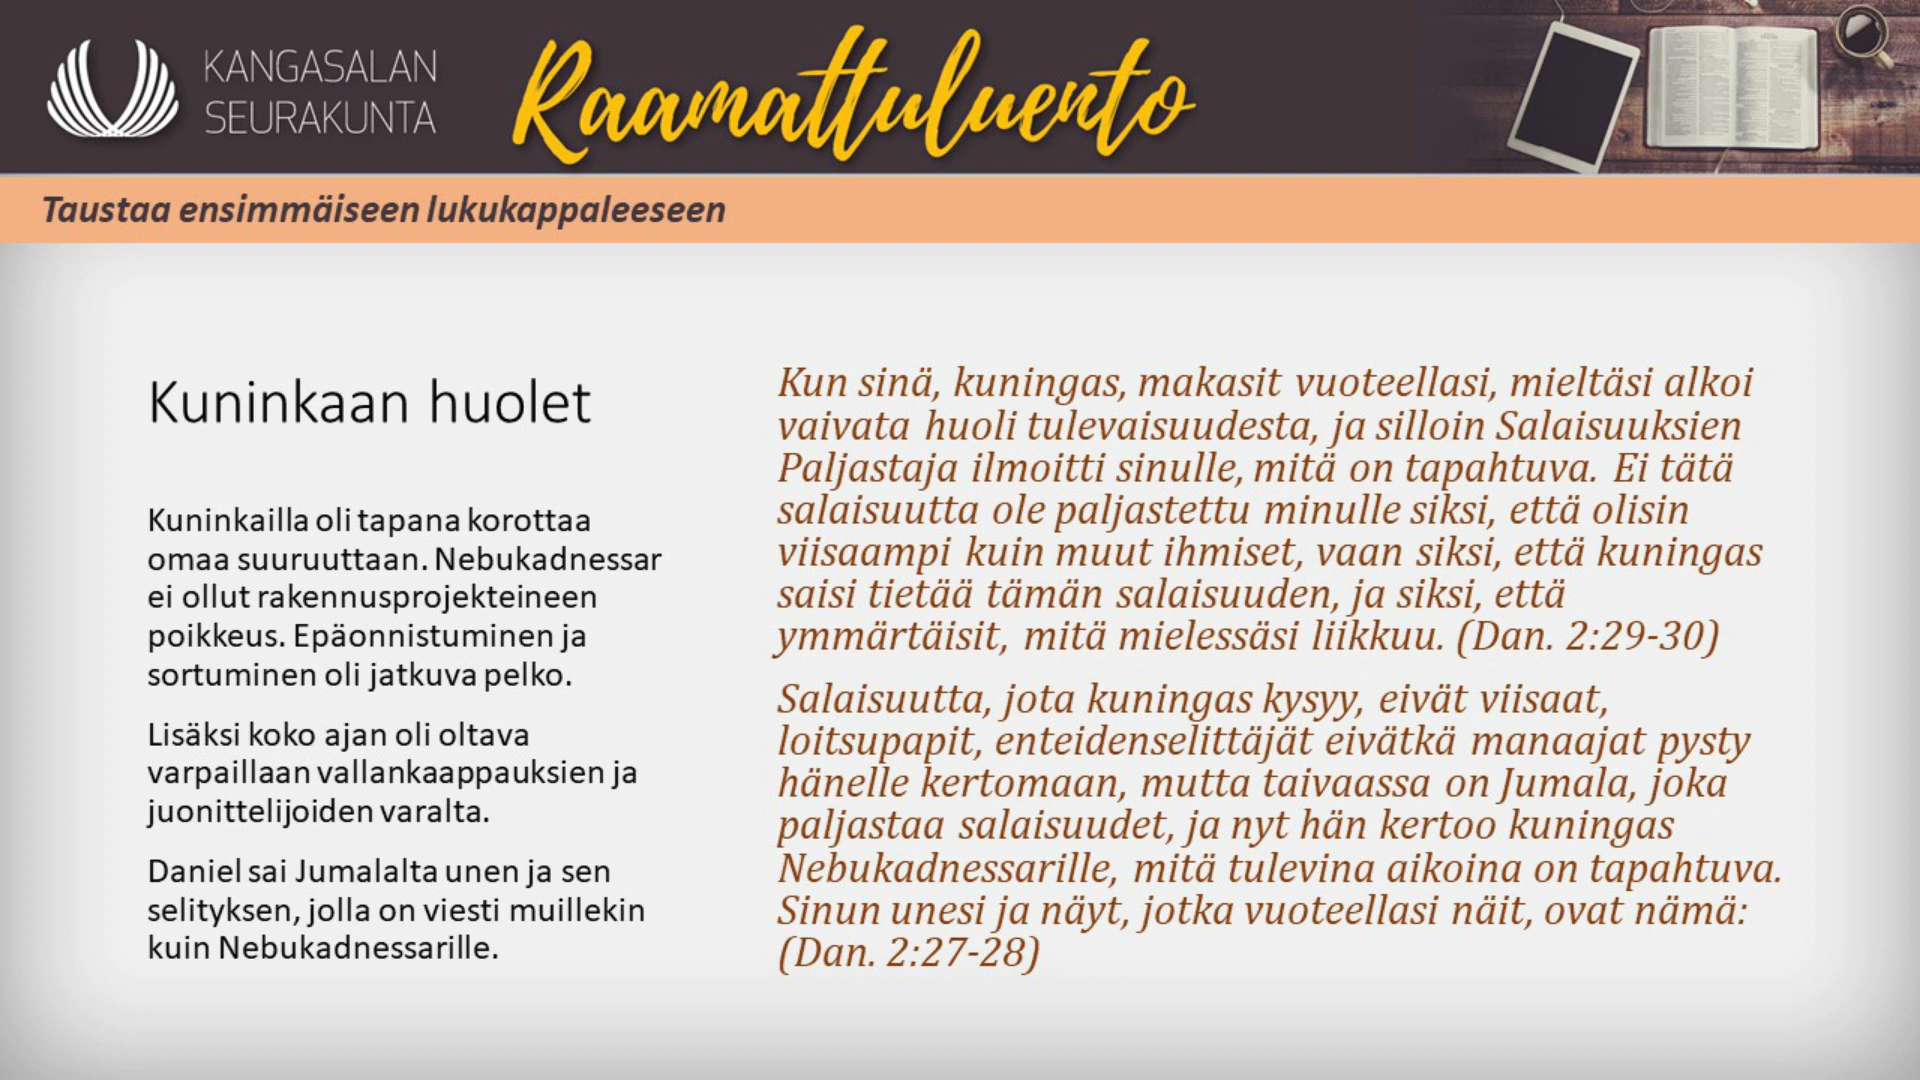 KANGASALAN
SEURAKUNTA
Raamattuluento
Taustaa ensimmäiseen lukukappaleeseen
Kuninkaan huolet
Kuninkailla oli tapana korottaa
omaa suuruuttaan. Nebukadnessar
ei ollut rakennusprojekteineen
poikkeus. Epäonnistuminen ja
sortuminen oli jatkuva pelko.
Lisäksi koko ajan oli oltava
varpaillaan vallankaappauksien ja
juonittelijoiden varalta.
Daniel sai Jumalalta unen ja sen
selityksen, jolla on viesti muillekin
kuin Nebukadnessarille.
Kun sinä, kuningas, makasit vuoteellasi, mieltäsi alkoi
vaivata huoli tulevaisuudesta, ja silloin Salaisuuksien
Paljastaja ilmoitti sinulle, mitä on tapahtuva. Ei tätä
salaisuutta ole paljastettu minulle siksi, että olisin
viisaampi kuin muut ihmiset, vaan siksi, että kuningas
saisi tietää tämän salaisuuden, ja siksi, että
ymmärtäisit, mitä mielessäsi liikkuu. (Dan. 2:29-30)
Salaisuutta, jota kuningas kysyy, eivät viisaat,
loitsupapit, enteidenselittäjät eivätkä manaajat pysty
hänelle kertomaan, mutta taivaassa on Jumala, joka
paljastaa salaisuudet, ja nyt hän kertoo kuningas
Nebukadnessarille, mitä tulevina aikoina on tapahtuva.
Sinun unesi ja näyt, jotka vuoteellasi näit, ovat nämä:
(Dan. 2:27-28)